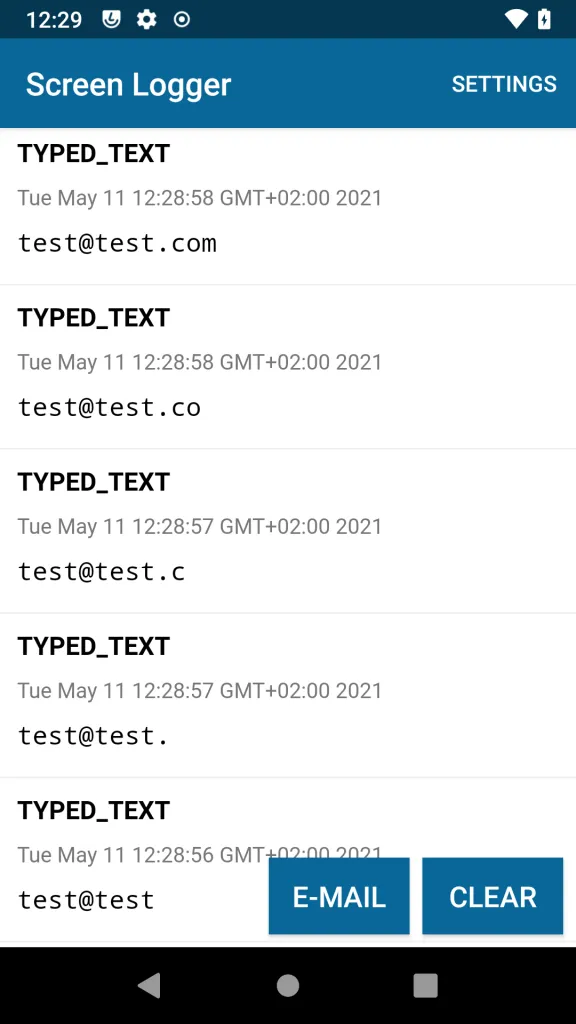 12:29
Screen Logger
SETTINGS
TYPED_TEXT
Tue May 11 12:28:58 GMT+02:00 2021
test@test.com
TYPED_TEXT
Tue May 11 12:28:58 GMT+02:00 2021
test@test.co
TYPED_TEXT
Tue May 11 12:28:57 GMT+02:00 2021
test@test.c
TYPED_TEXT
Tue May 11 12:28:57 GMT+02:00 2021
test@test.
TYPED_TEXT
Tue May 11 12:28:56 GMT+02:00 2021
test@test
E-MAIL
CLEAR